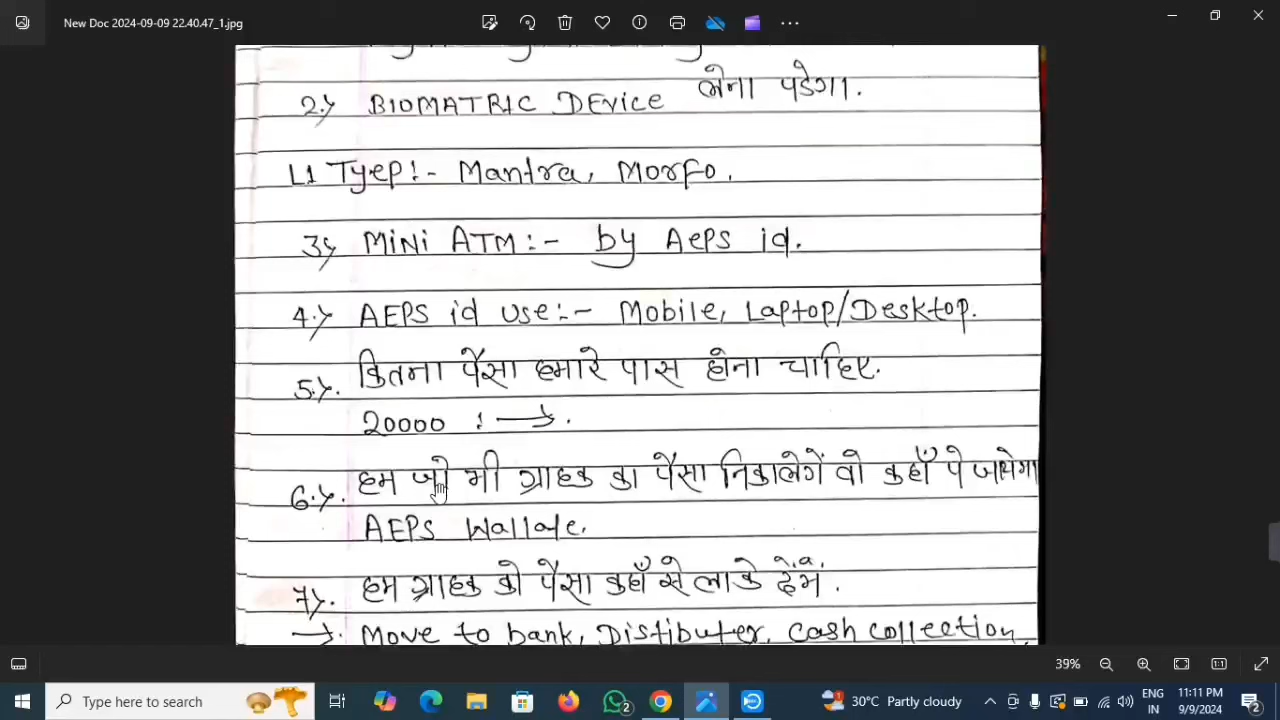 New Doc 2024-09-09 22.40.47_1.jpg
2.) BIOMATRIC DEVICE लेना पडेगा.
L1 Tyep:- Mantra, Morfo.
3) MINI ATM:- by AePS id.
4.) AEPS id use:- Mobile, Laptop/Desktop.
5.) कितना पैसा हमारे पास होना चाहिए.
20000 :→.
6.) हम जो भी ग्राहक का पैसा निकालेगें वो कहाँ पे जायेगा
AEPS Wallate.
7). हम ग्राहक को पैसा कहाँ से लाके देगें.
→. Move to bank, Distibuter, cash collection,
39%
Type here to search
2
30°C Partly cloudy
ENG
IN
11:11 PM
9/9/2024
2